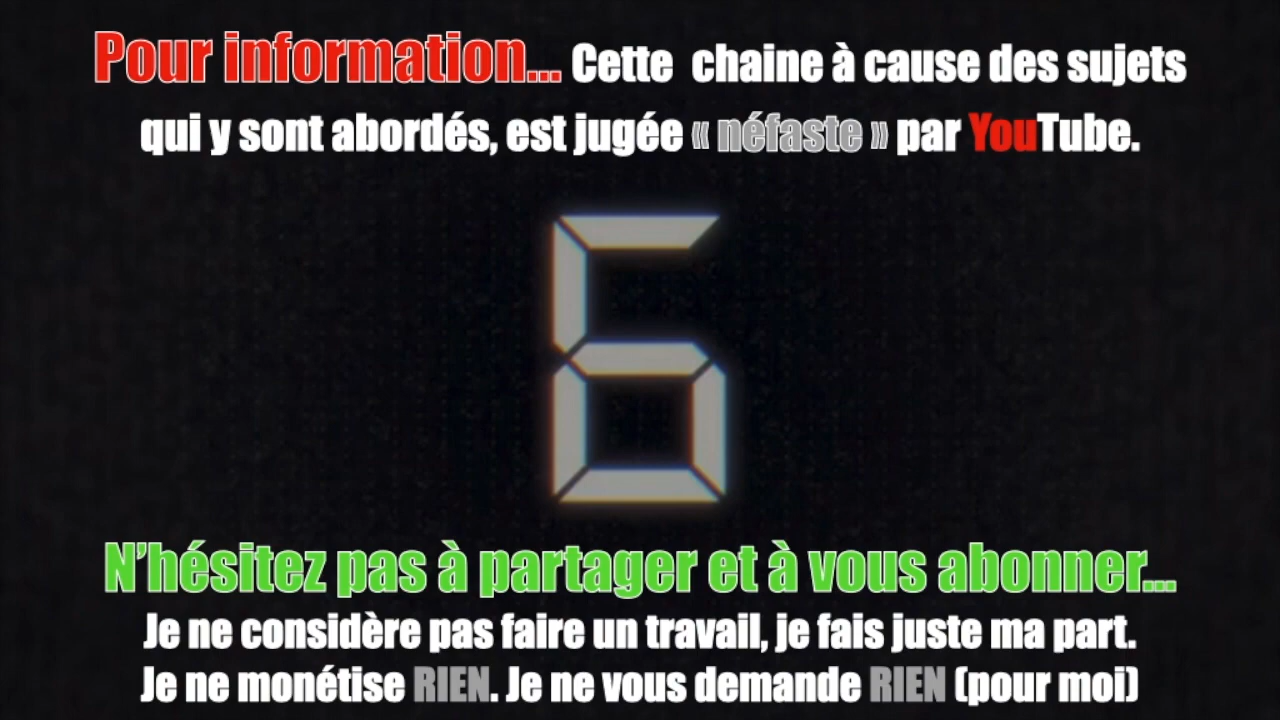 Pour information... Cette chaine à cause des sujets
qui y sont abordés, est jugée « néfaste » par YouTube.
6
N'hésitez pas à partager et à vous abonner...
Je ne considère pas faire un travail, je fais juste ma part.
Je ne monétise RIEN. Je ne vous demande RIEN (pour moi)